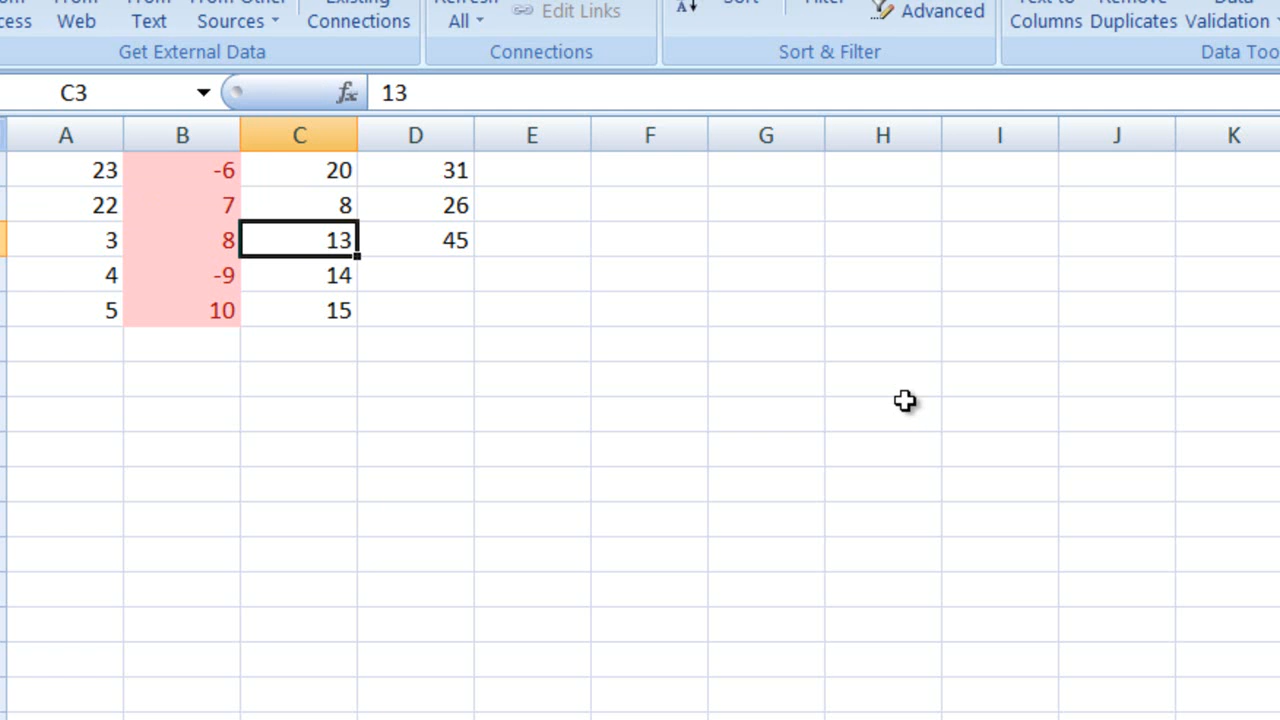 Web Text Sources Connections All Edit Links Advanced Columns Duplicates Validation
Get External Data Connections Sort & Filter Data Too
C3 fx 13
A B C D E F G H I J K
23 -6 20 31
22 7 8 26
3 8 13 45
4 -9 14
5 10 15